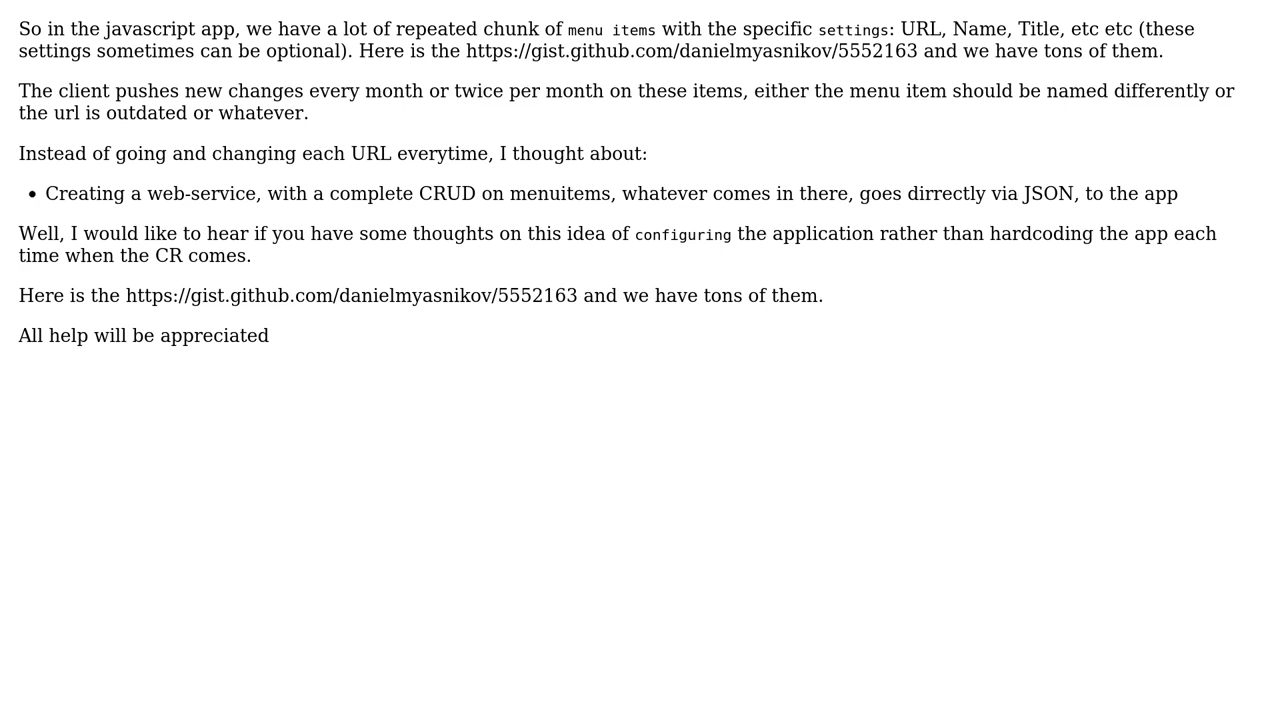 So in the javascript app, we have a lot of repeated chunk of menu items with the specific settings: URL, Name, Title, etc etc (these
settings sometimes can be optional). Here is the https://gist.github.com/danielmyasnikov/5552163 and we have tons of them.
The client pushes new changes every month or twice per month on these items, either the menu item should be named differently or
the url is outdated or whatever.
Instead of going and changing each URL everytime, I thought about:
• Creating a web-service, with a complete CRUD on menuitems, whatever comes in there, goes dirrectly via JSON, to the app
Well, I would like to hear if you have some thoughts on this idea of configuring the application rather than hardcoding the app each
time when the CR comes.
Here is the https://gist.github.com/danielmyasnikov/5552163 and we have tons of them.
All help will be appreciated